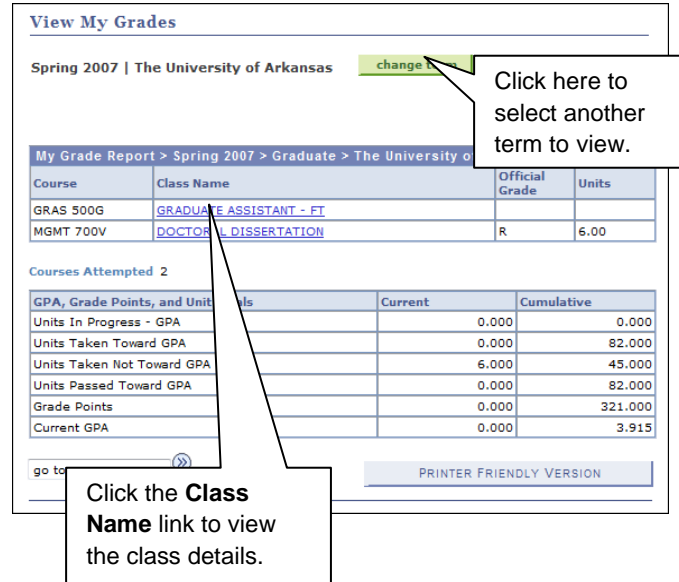 View My Grades
Spring 2007 | The University of Arkansas
change
Click here to
select another
term to view.
My Grade Report > Spring 2007 > Graduate > The University
Course Class Name Official Grade Units
GRAS 500G GRADUATE ASSISTANT - FT
MGMT 700V DOCTORAL DISSERTATION R 6.00
Courses Attempted 2
GPA, Grade Points, and Unit Current Cumulative
Units In Progress - GPA 0.000 0.000
Units Taken Toward GPA 0.000 82.000
Units Taken Not Toward GPA 6.000 45.000
Units Passed Toward GPA 0.000 82.000
Grade Points 0.000 321.000
Current GPA 0.000 3.915
go to
PRINTER FRIENDLY VERSION
Click the Class
Name link to view
the class details.